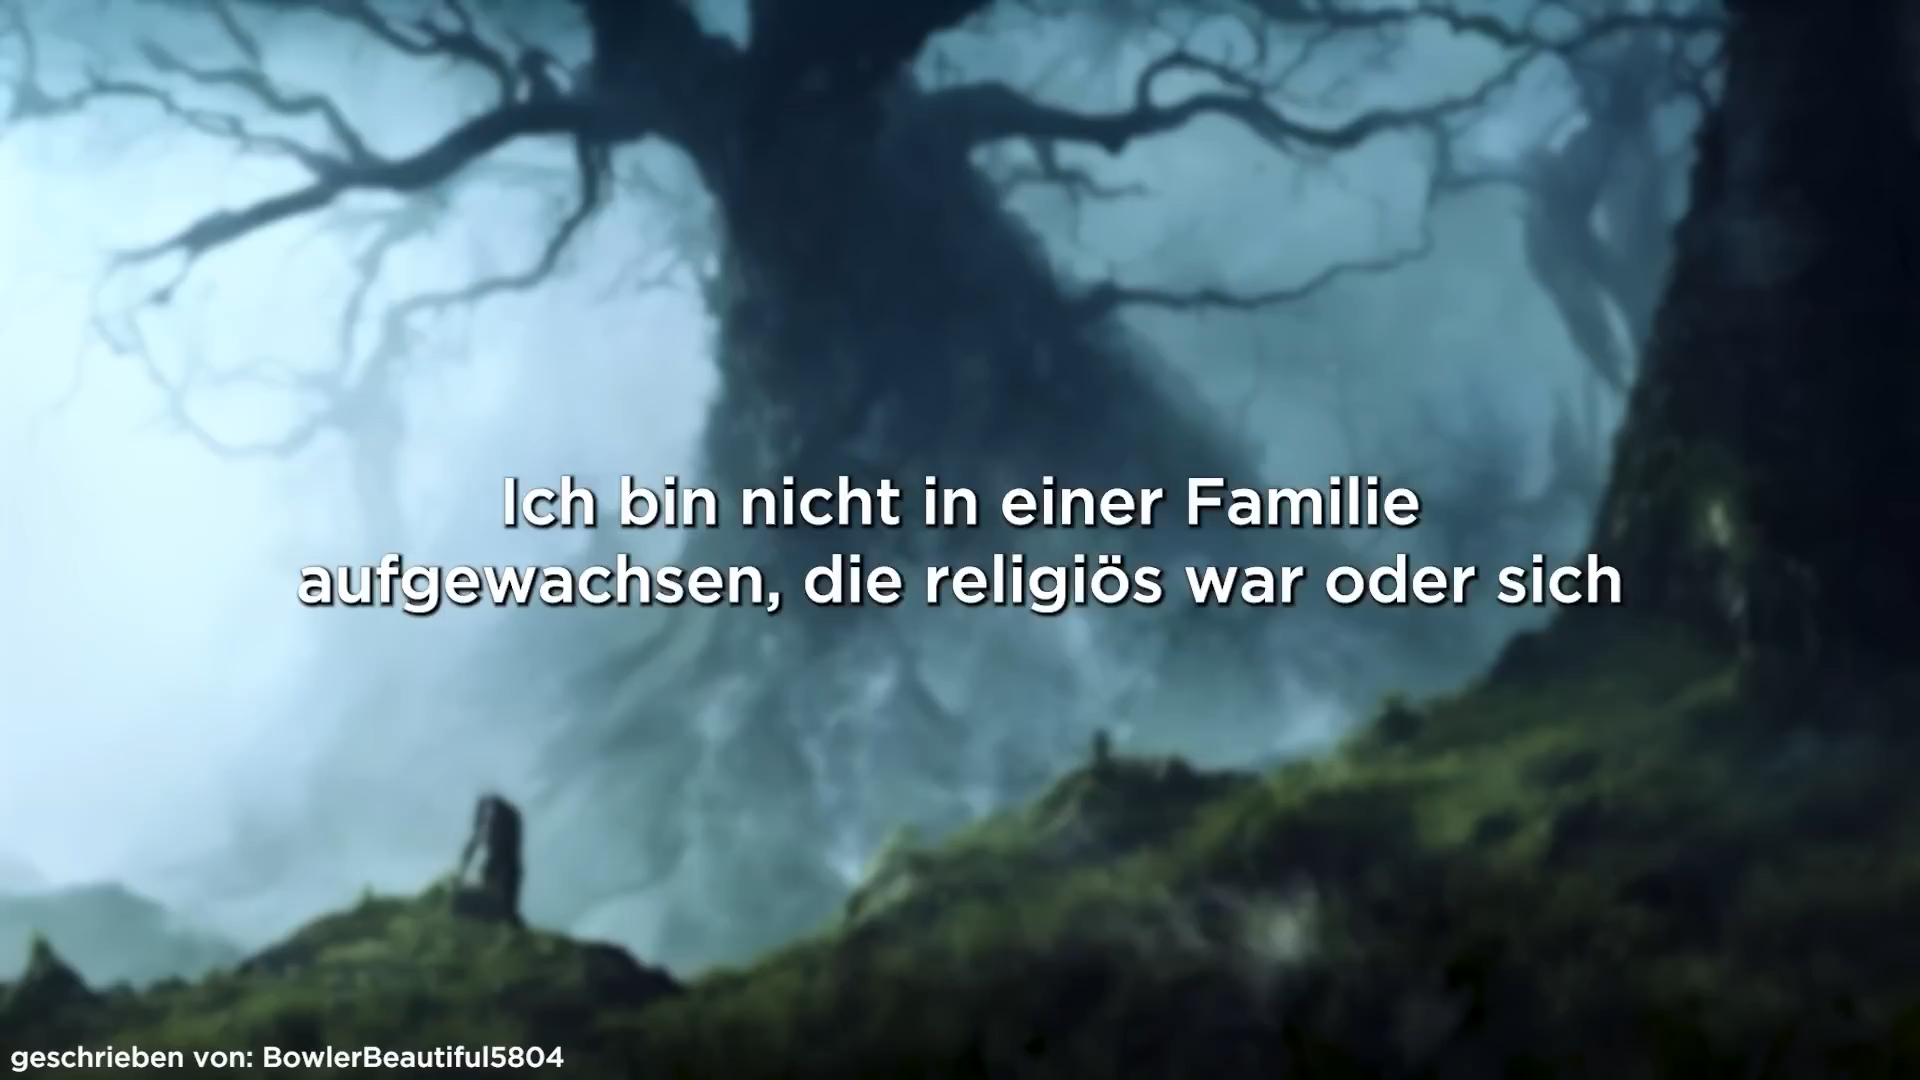 Ich bin nicht in einer Familie
aufgewachsen, die religiös war oder sich
geschrieben von: BowlerBeautiful5804